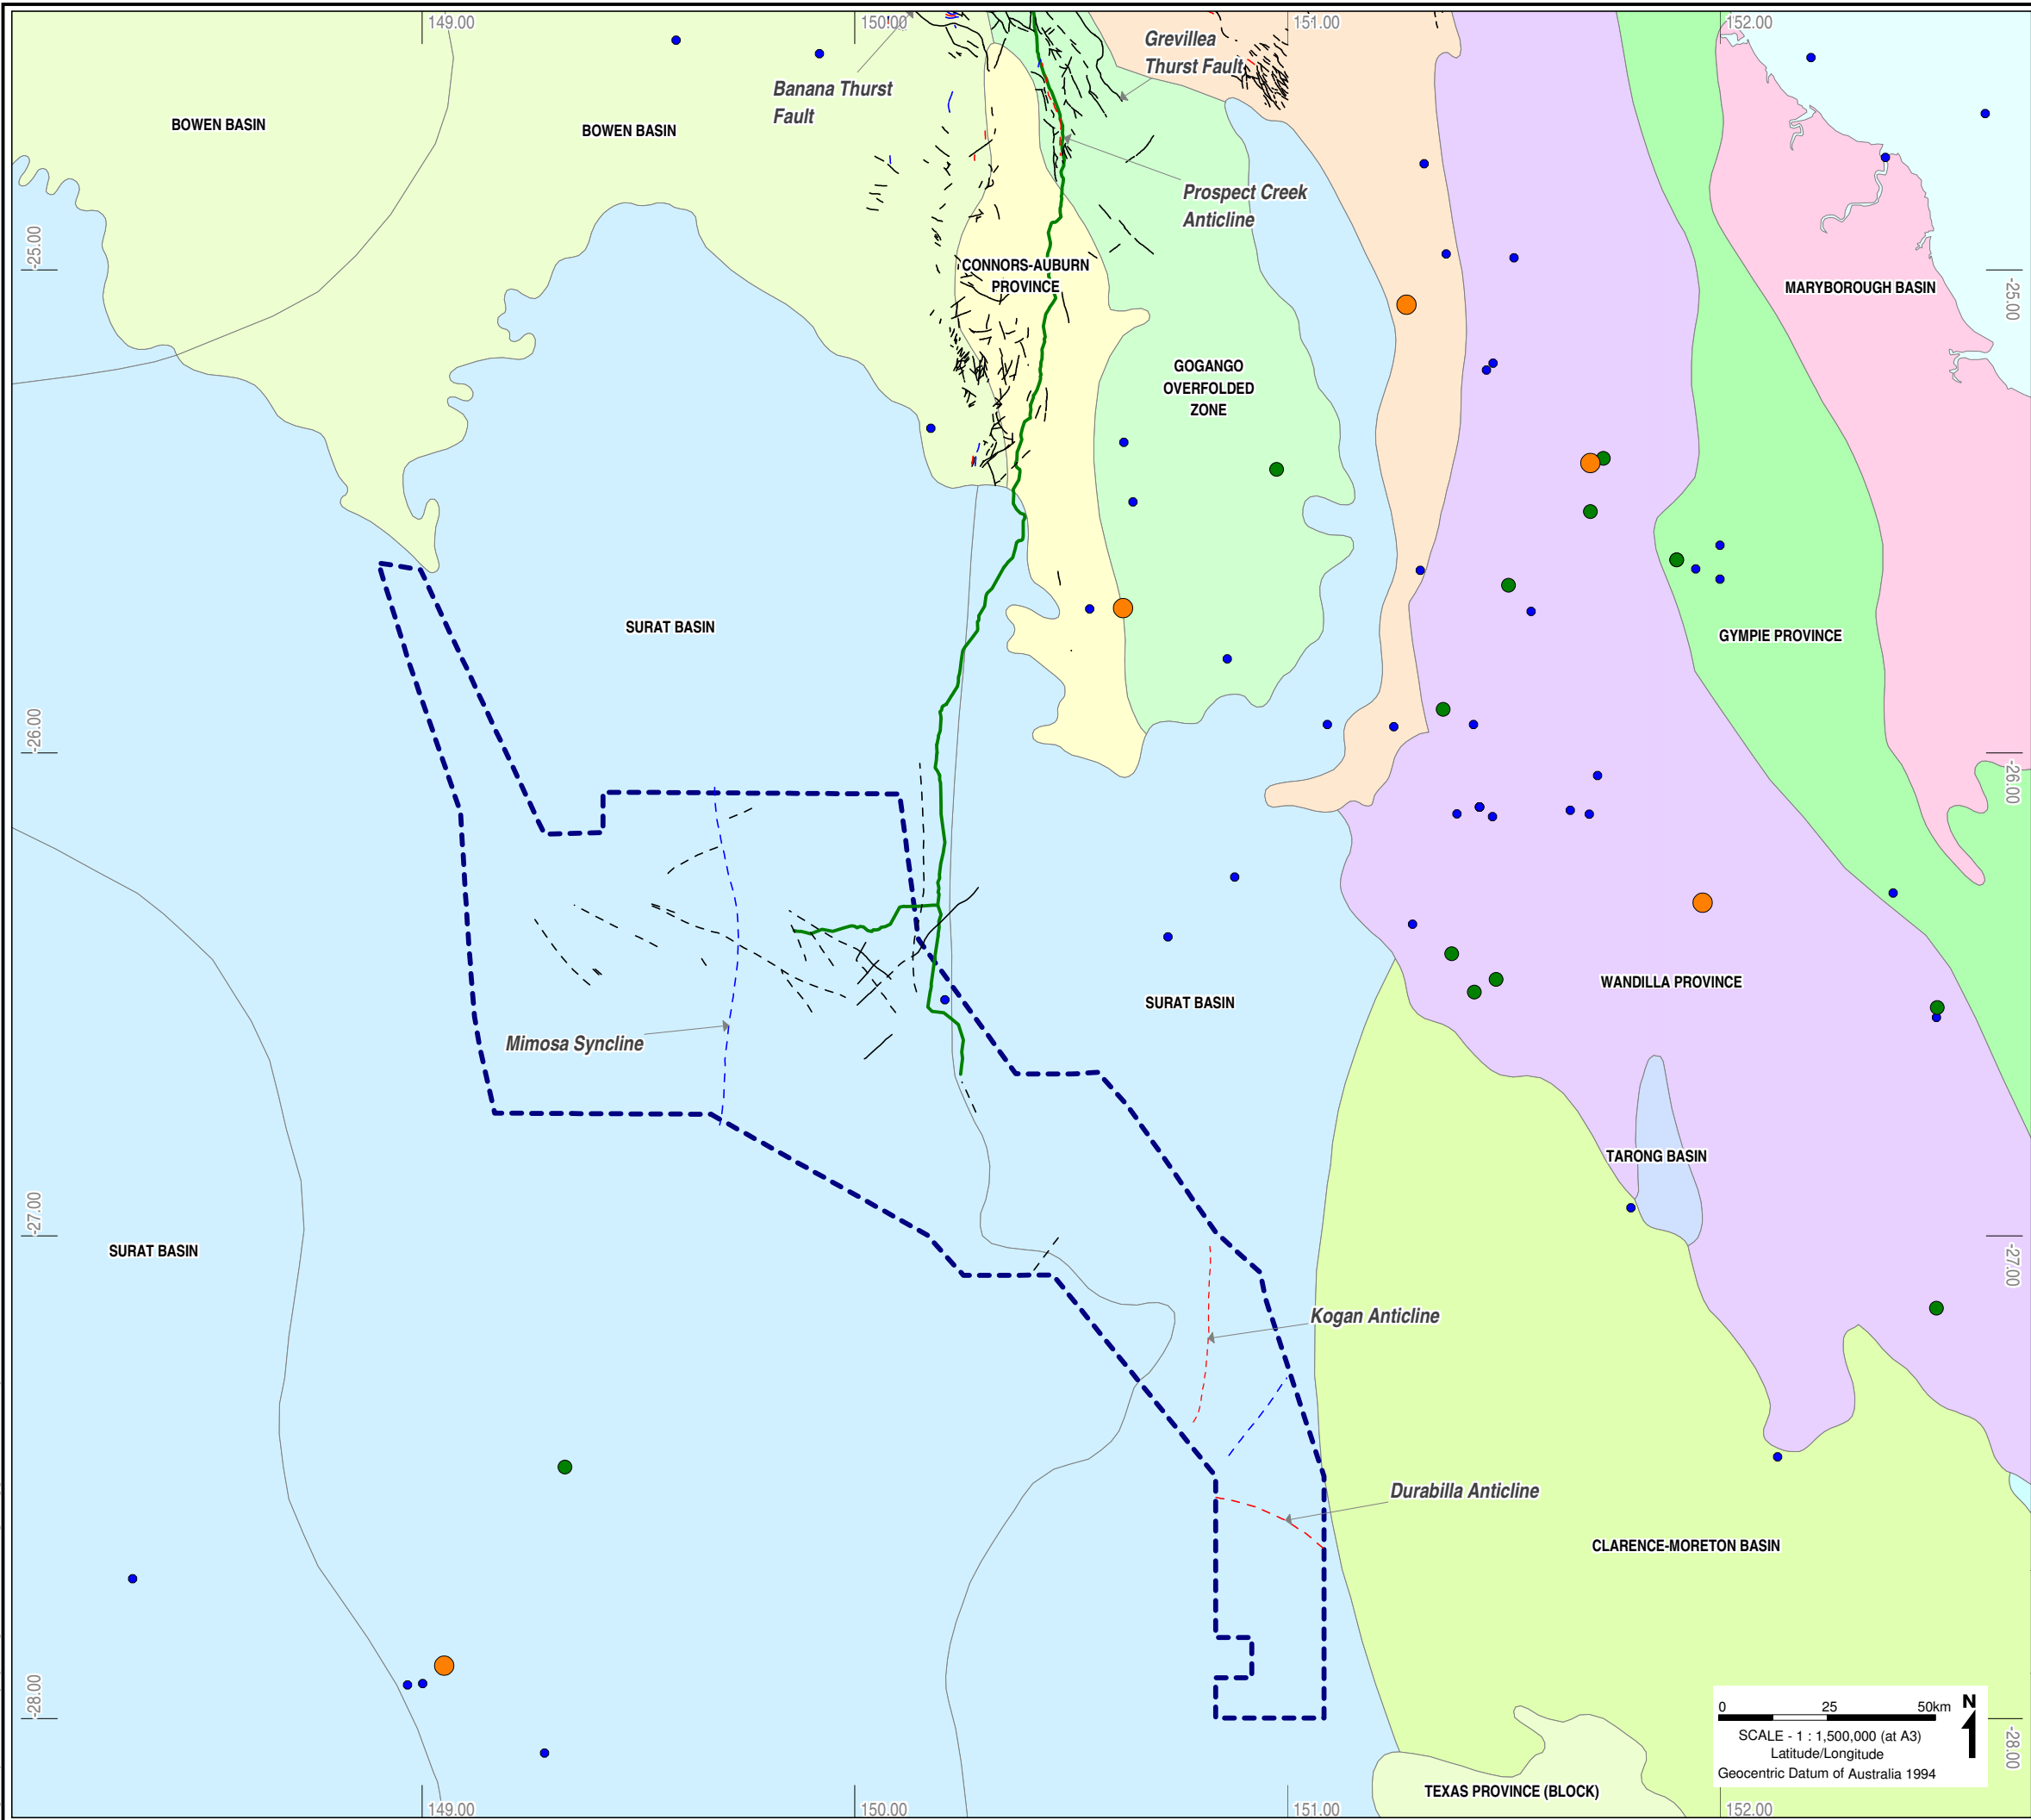 149.00
150.00
151.00
152.00
Grevillea
Thurst Fault
Banana Thurst
Fault
BOWEN BASIN
BOWEN BASIN
Prospect Creek
Anticline
-25.00
CONNORS-AUBURN
PROVINCE
MARYBOROUGH BASIN
-25.00
GOGANGO
OVERFOLDED
ZONE
SURAT BASIN
GYMPIE PROVINCE
-26.00
-26.00
WANDILLA PROVINCE
SURAT BASIN
Mimosa Syncline
TARONG BASIN
-27.00
SURAT BASIN
-27.00
Kogan Anticline
Durabilla Anticline
CLARENCE-MORETON BASIN
-28.00
0 25 50km N
SCALE - 1 : 1,500,000 (at A3)
Latitude/Longitude
Geocentric Datum of Australia 1994
-28.00
TEXAS PROVINCE (BLOCK)
149.00
150.00
151.00
152.00